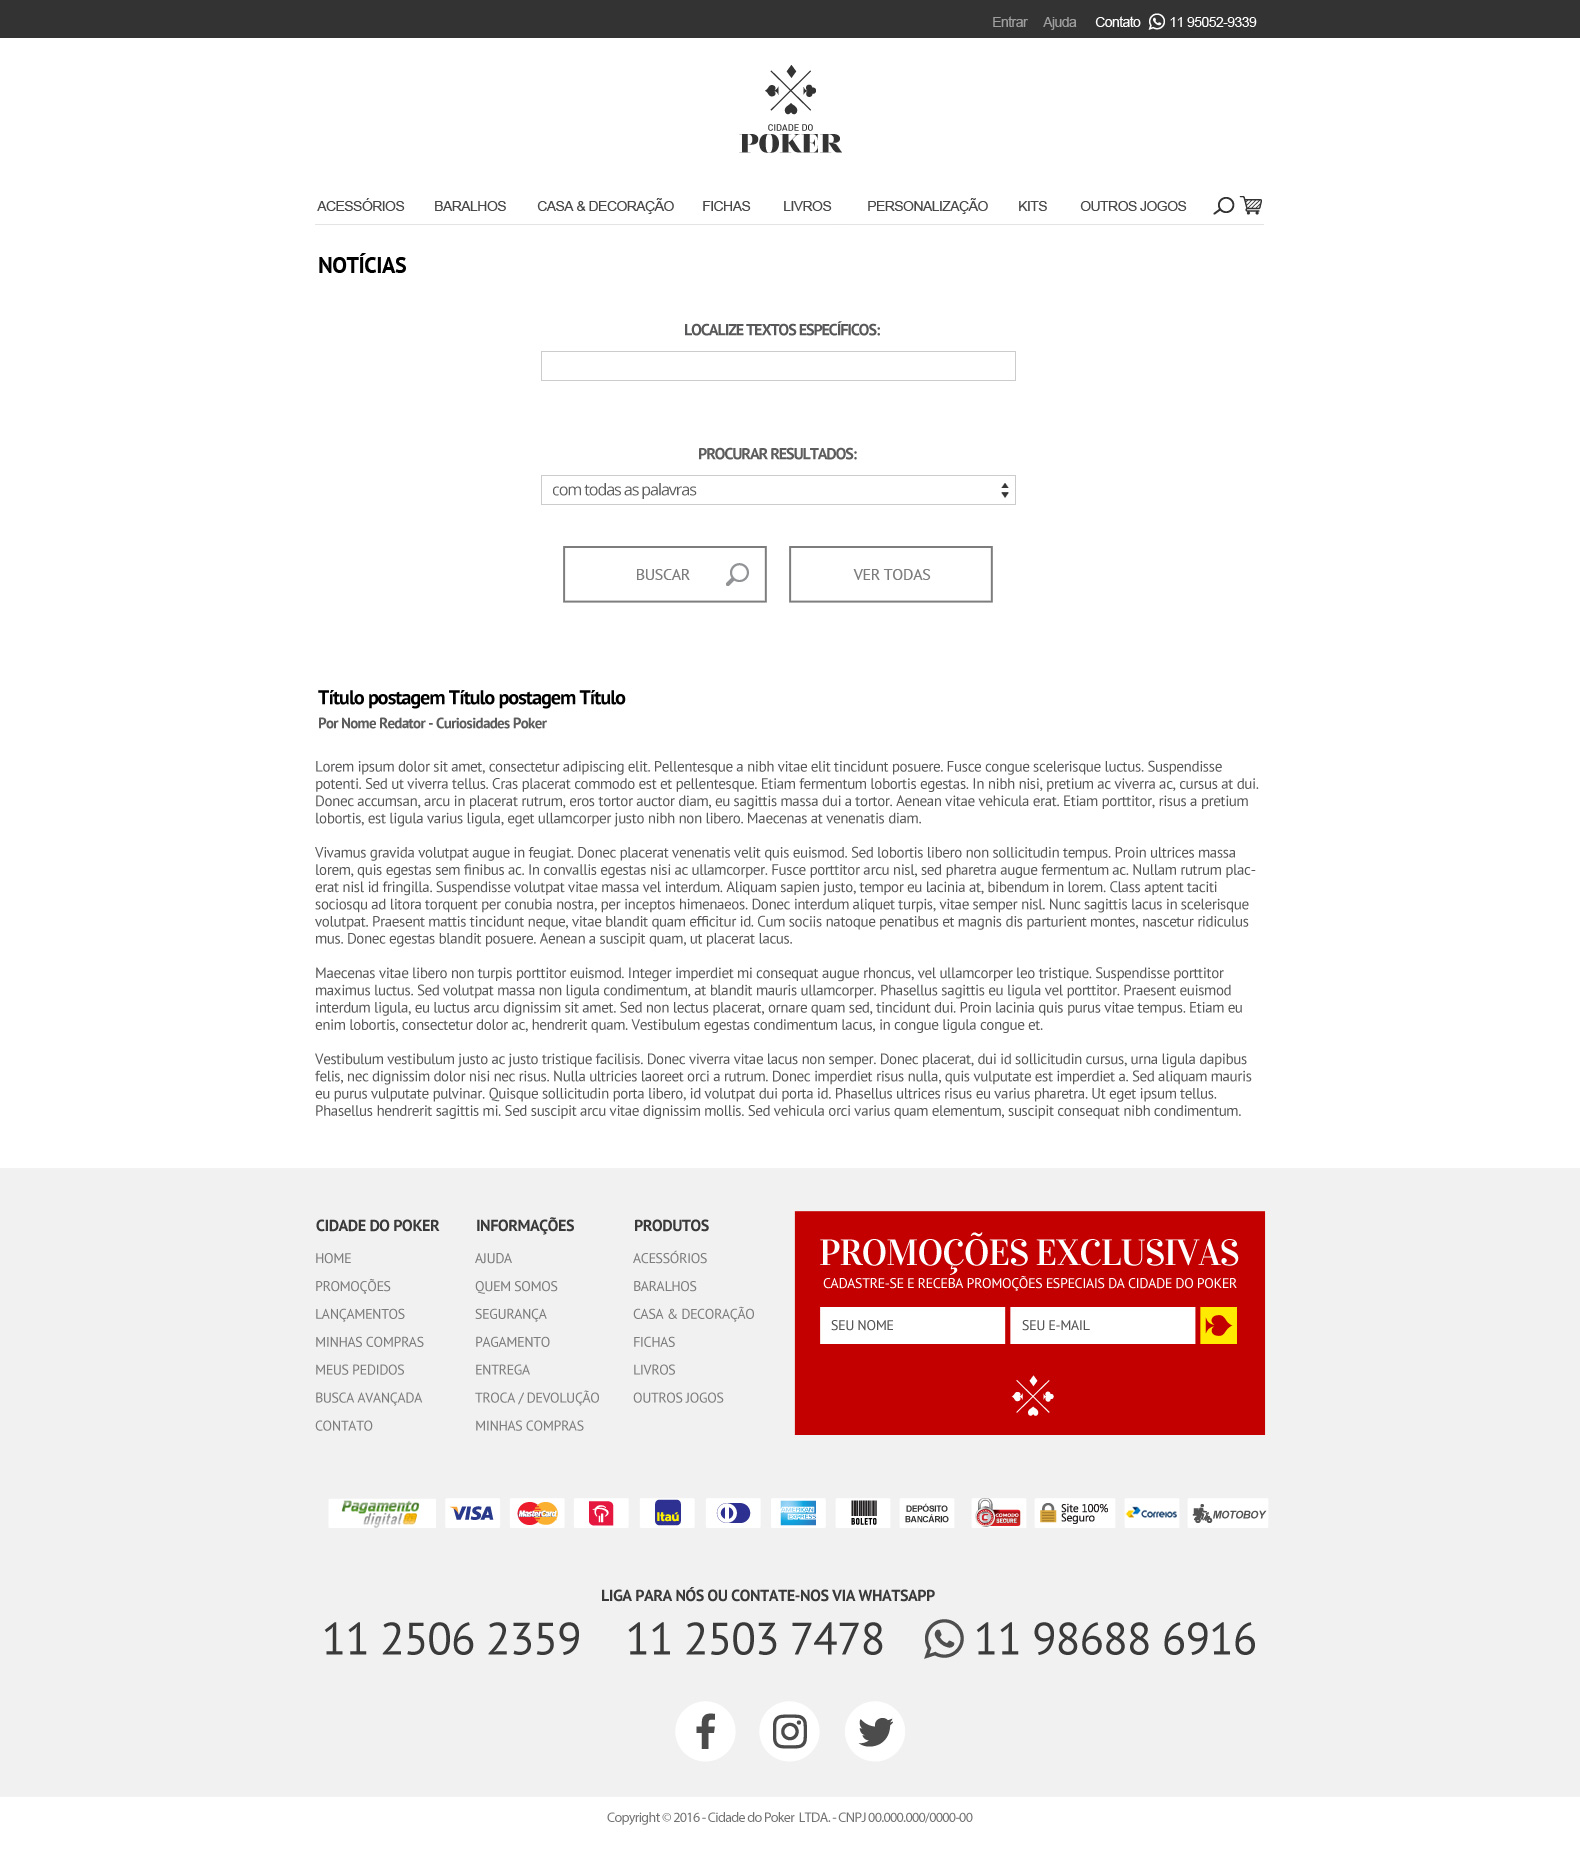 Entrar Ajuda Contato 11 95052-9339
CIDADE DO
POKER
ACESSÓRIOS BARALHOS CASA & DECORAÇÃO FICHAS LIVROS PERSONALIZAÇÃO KITS OUTROS JOGOS
NOTÍCIAS
LOCALIZE TEXTOS ESPECÍFICOS:
PROCURAR RESULTADOS:
com todas as palavras
BUSCAR VER TODAS
Título postagem Título postagem Título
Por Nome Redator - Curiosidades Poker
Lorem ipsum dolor sit amet, consectetur adipiscing elit. Pellentesque a nibh vitae elit tincidunt posuere. Fusce congue scelerisque luctus. Suspendisse
potenti. Sed ut viverra tellus. Cras placerat commodo est et pellentesque. Etiam fermentum lobortis egestas. In nibh nisi, pretium ac viverra ac, cursus at dui.
Donec accumsan, arcu in placerat rutrum, eros tortor auctor diam, eu sagittis massa dui a tortor. Aenean vitae vehicula erat. Etiam porttitor, risus a pretium
lobortis, est ligula varius ligula, eget ullamcorper justo nibh non libero. Maecenas at venenatis diam.
Vivamus gravida volutpat augue in feugiat. Donec placerat venenatis velit quis euismod. Sed lobortis libero non sollicitudin tempus. Proin ultrices massa
lorem, quis egestas sem finibus ac. In convallis egestas nisi ac ullamcorper. Fusce porttitor arcu nisl, sed pharetra augue fermentum ac. Nullam rutrum plac-
erat nisl id fringilla. Suspendisse volutpat vitae massa vel interdum. Aliquam sapien justo, tempor eu lacinia at, bibendum in lorem. Class aptent taciti
sociosqu ad litora torquent per conubia nostra, per inceptos himenaeos. Donec interdum aliquet turpis, vitae semper nisl. Nunc sagittis lacus in scelerisque
volutpat. Praesent mattis tincidunt neque, vitae blandit quam efficitur id. Cum sociis natoque penatibus et magnis dis parturient montes, nascetur ridiculus
mus. Donec egestas blandit posuere. Aenean a suscipit quam, ut placerat lacus.
Maecenas vitae libero non turpis porttitor euismod. Integer imperdiet mi consequat augue rhoncus, vel ullamcorper leo tristique. Suspendisse porttitor
maximus luctus. Sed volutpat massa non ligula condimentum, at blandit mauris ullamcorper. Phasellus sagittis eu ligula vel porttitor. Praesent euismod
interdum ligula, eu luctus arcu dignissim sit amet. Sed non lectus placerat, ornare quam sed, tincidunt dui. Proin lacinia quis purus vitae tempus. Etiam eu
enim lobortis, consectetur dolor ac, hendrerit quam. Vestibulum egestas condimentum lacus, in congue ligula congue et.
Vestibulum vestibulum justo ac justo tristique facilisis. Donec viverra vitae lacus non semper. Donec placerat, dui id sollicitudin cursus, urna ligula dapibus
felis, nec dignissim dolor nisi nec risus. Nulla ultricies laoreet orci a rutrum. Donec imperdiet risus nulla, quis vulputate est imperdiet a. Sed aliquam mauris
eu purus vulputate pulvinar. Quisque sollicitudin porta libero, id volutpat dui porta id. Phasellus ultrices risus eu varius pharetra. Ut eget ipsum tellus.
Phasellus hendrerit sagittis mi. Sed suscipit arcu vitae dignissim mollis. Sed vehicula orci varius quam elementum, suscipit consequat nibh condimentum.
CIDADE DO POKER
HOME
PROMOÇÕES
LANÇAMENTOS
MINHAS COMPRAS
MEUS PEDIDOS
BUSCA AVANÇADA
CONTATO
INFORMAÇÕES
AJUDA
QUEM SOMOS
SEGURANÇA
PAGAMENTO
ENTREGA
TROCA / DEVOLUÇÃO
MINHAS COMPRAS
PRODUTOS
ACESSÓRIOS
BARALHOS
CASA & DECORAÇÃO
FICHAS
LIVROS
OUTROS JOGOS
PROMOÇÕES EXCLUSIVAS
CADASTRE-SE E RECEBA PROMOÇÕES ESPECIAIS DA CIDADE DO POKER
SEU NOME SEU E-MAIL
Pagamento
digital
VISA
MasterCard
Itaú
AMERICAN
EXPRESS
BOLETO
DEPÓSITO
BANCÁRIO
COMODO
SECURE
Site 100%
Seguro
Correios
MOTOBOY
LIGA PARA NÓS OU CONTATE-NOS VIA WHATSAPP
11 2506 2359 11 2503 7478 11 98688 6916
Copyright © 2016 - Cidade do Poker LTDA. - CNPJ 00.000.000/0000-00